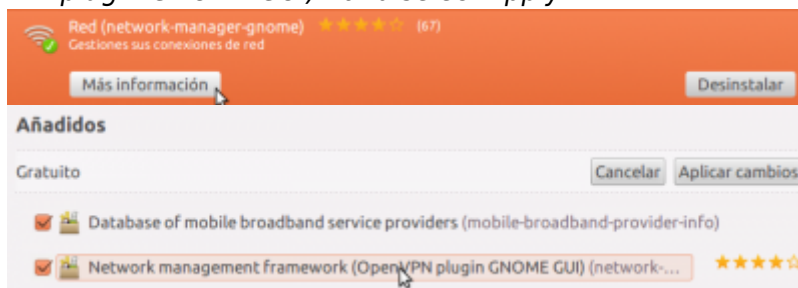 Red (network-manager-gnome) (67)
Gestiones sus conexiones de red
Más información
Desinstalar
Añadidos
Gratuito
Cancelar
Aplicar cambios
Database of mobile broadband service providers (mobile-broadband-provider-info)
Network management framework (OpenVPN plugin GNOME GUI) (network-...